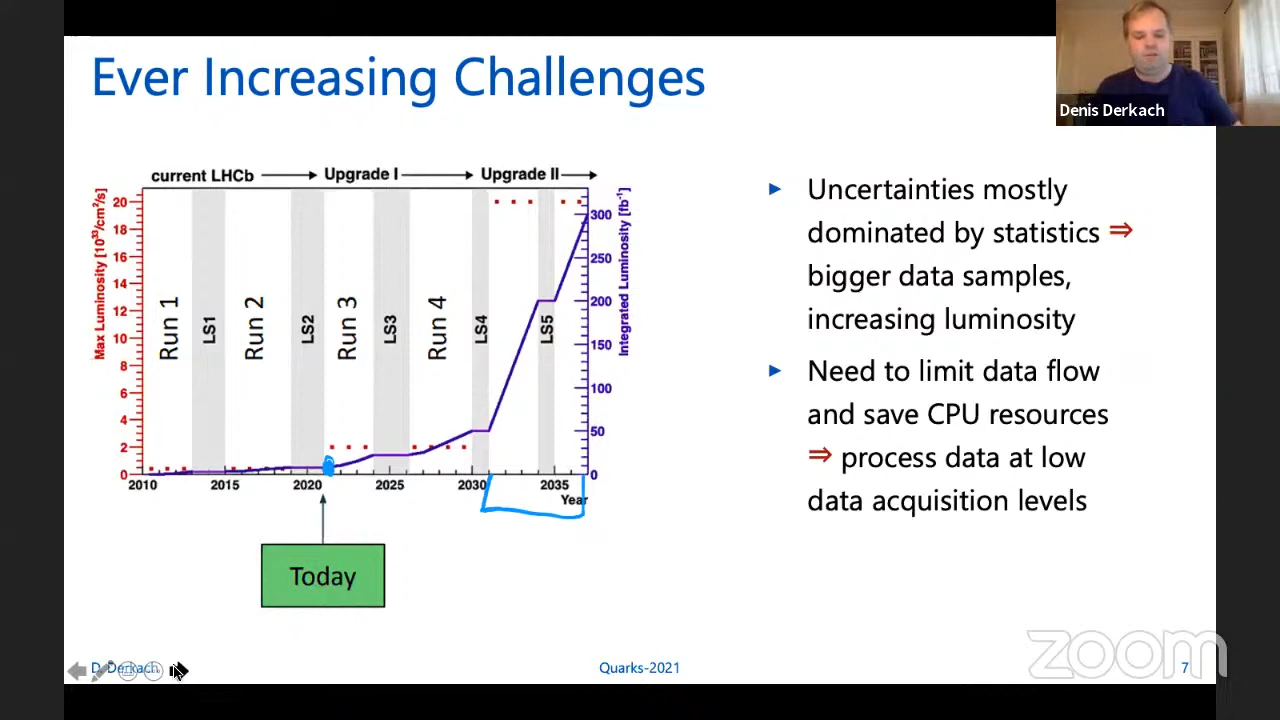 Ever Increasing Challenges
Denis Derkach
current LHCb
Upgrade I
Upgrade II
Max Luminosity [10³³/cm²/s]
20
18
16
14
12
10
8
6
4
2
0
Run 1
LS1
Run 2
LS2
Run 3
LS3
Run 4
LS4
LS5
Integrated Luminosity [fb⁻¹]
300
250
200
150
100
50
0
2010
2015
2020
2025
2030
2035
Year
Today
▸ Uncertainties mostly
dominated by statistics ⇒
bigger data samples,
increasing luminosity
▸ Need to limit data flow
and save CPU resources
⇒ process data at low
data acquisition levels
D. Derkach
Quarks-2021
7
zoom